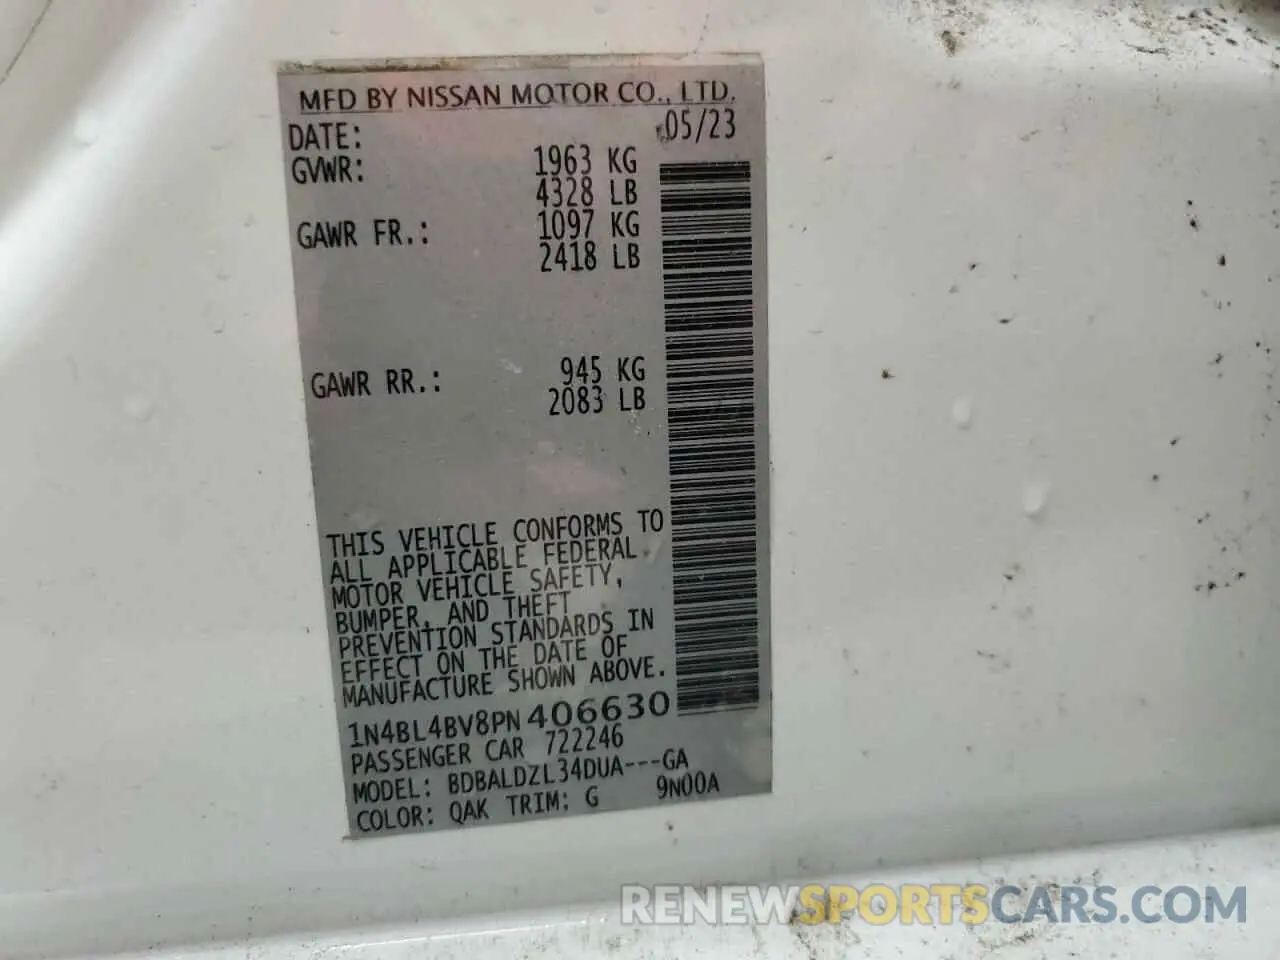 MFD BY NISSAN MOTOR CO., LTD.
DATE: 05/23
GVWR: 1963 KG
4328 LB
GAWR FR.: 1097 KG
2418 LB
GAWR RR.: 945 KG
2083 LB
THIS VEHICLE CONFORMS TO
ALL APPLICABLE FEDERAL
MOTOR VEHICLE SAFETY,
BUMPER, AND THEFT
PREVENTION STANDARDS IN
EFFECT ON THE DATE OF
MANUFACTURE SHOWN ABOVE.
1N4BL4BV8PN406630
PASSENGER CAR 722246
MODEL: BDBALDZL34DUA---GA
COLOR: QAK TRIM: G 9N00A
RENEWSPORTSCARS.COM